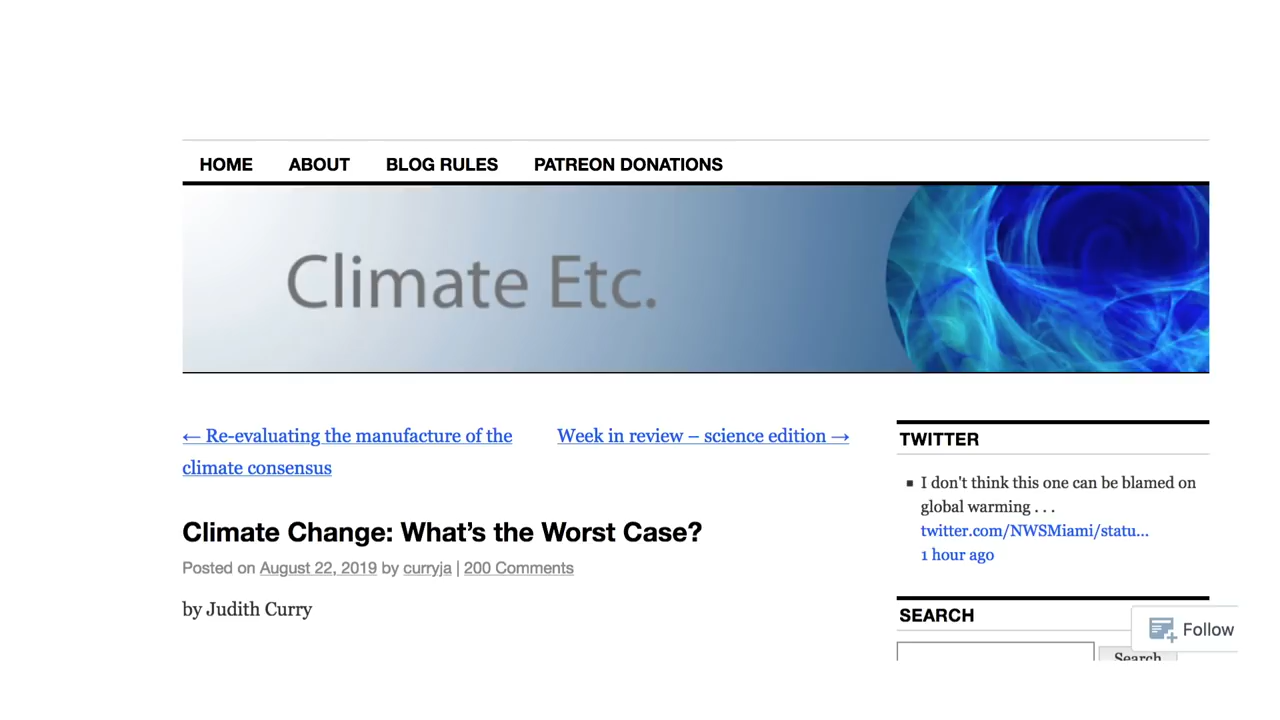 HOME ABOUT BLOG RULES PATREON DONATIONS
Climate Etc.
← Re-evaluating the manufacture of the
climate consensus
Week in review – science edition →
Climate Change: What’s the Worst Case?
Posted on August 22, 2019 by curryja | 200 Comments
by Judith Curry
TWITTER
I don't think this one can be blamed on
global warming . . .
twitter.com/NWSMiami/statu...
1 hour ago
SEARCH
Search
Follow